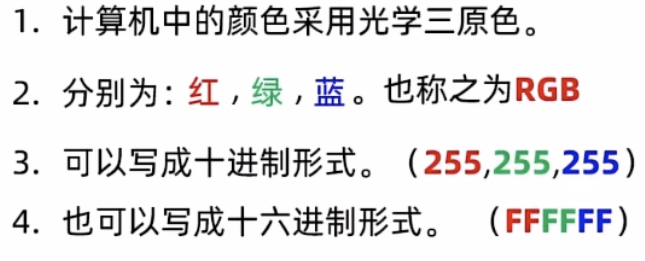 1. 计算机中的颜色采用光学三原色。
2. 分别为：红，绿，蓝。也称之为RGB
3. 可以写成十进制形式。（255,255,255）
4. 也可以写成十六进制形式。（FFFFFF）